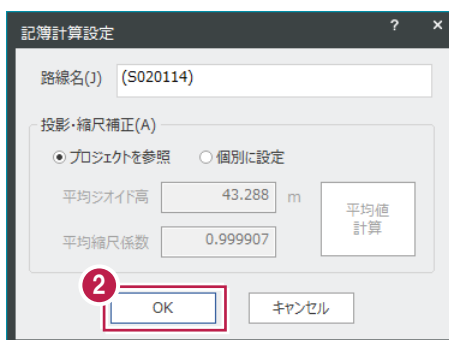 記簿計算設定 ? ×
路線名(J) (S020114)
投影・縮尺補正(A)
プロジェクトを参照 個別に設定
平均ジオイド高 43.288 m
平均値
計算
平均縮尺係数 0.999907
2
OK キャンセル